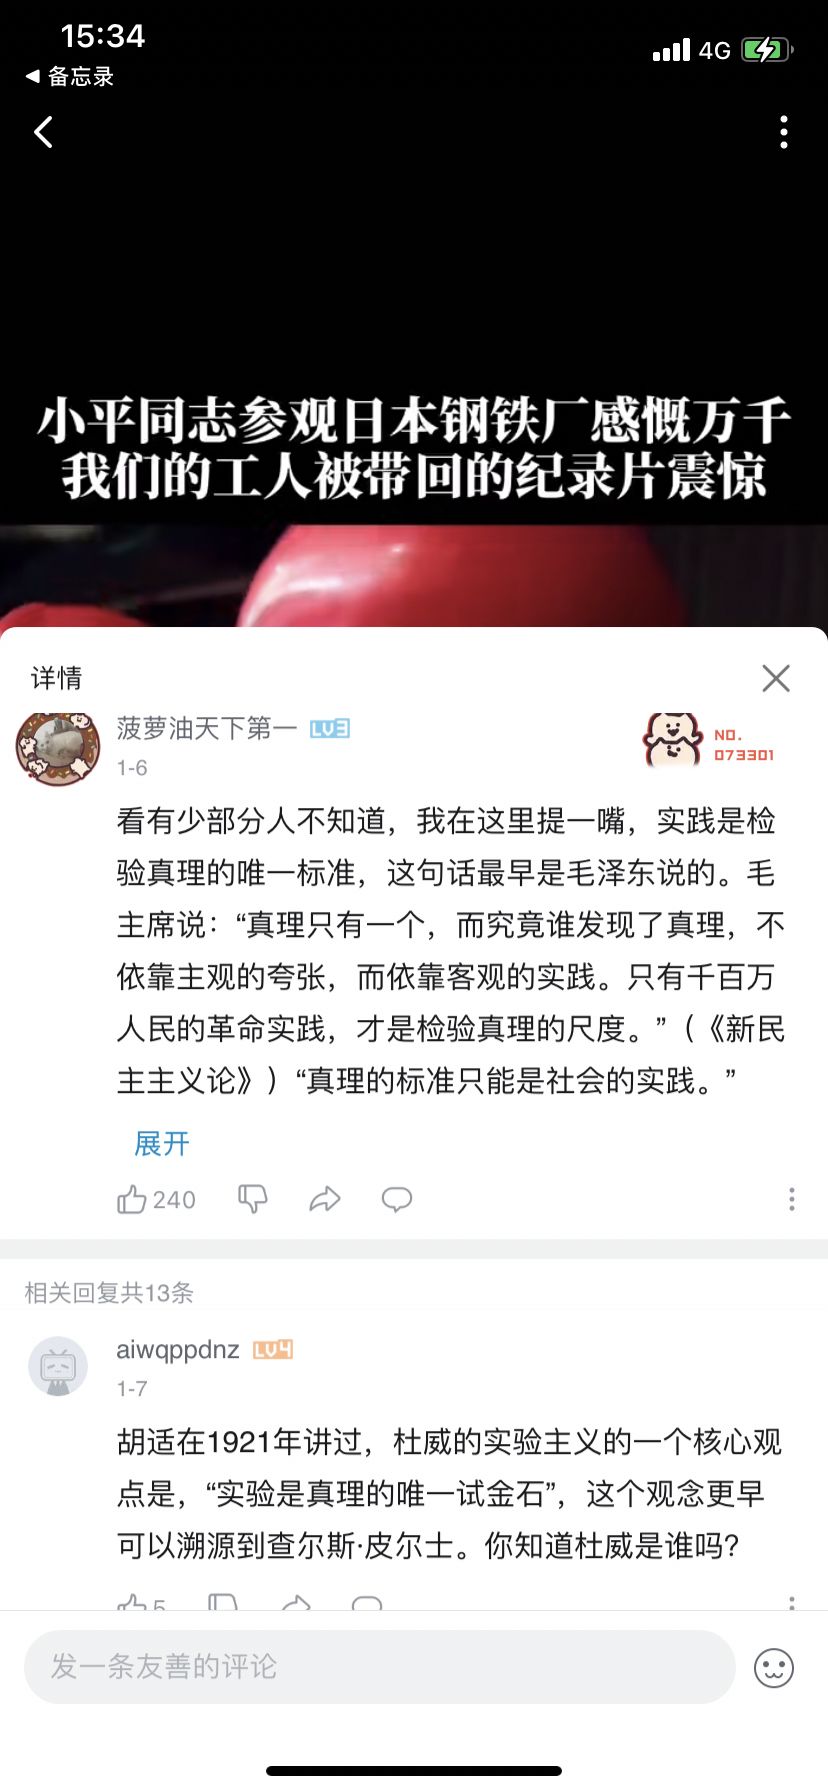 15:34
4G
备忘录
小平同志参观日本钢铁厂感慨万千
我们的工人被带回的纪录片震惊
详情
菠萝油天下第一 LV3
NO.
073301
1-6
看有少部分人不知道，我在这里提一嘴，实践是检
验真理的唯一标准，这句话最早是毛泽东说的。毛
主席说：“真理只有一个，而究竟谁发现了真理，不
依靠主观的夸张，而依靠客观的实践。只有千百万
人民的革命实践，才是检验真理的尺度。”（《新民
主主义论》）“真理的标准只能是社会的实践。”
展开
240
相关回复共13条
aiwqppdnz LV4
1-7
胡适在1921年讲过，杜威的实验主义的一个核心观
点是，“实验是真理的唯一试金石”，这个观念更早
可以溯源到查尔斯·皮尔士。你知道杜威是谁吗？
5
发一条友善的评论